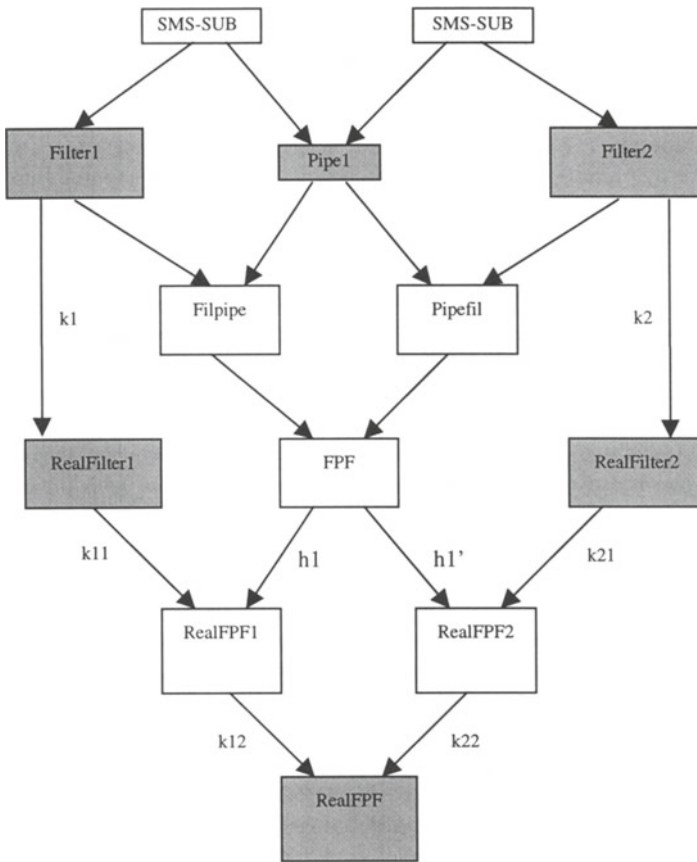 SMS-SUB
SMS-SUB
Filter1
Pipe1
Filter2
Filpipe
Pipefil
k1
k2
RealFilter1
FPF
RealFilter2
k11
h1
h1’
k21
RealFPF1
RealFPF2
k12
k22
RealFPF